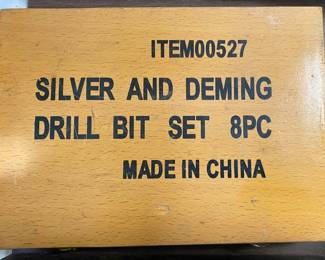 ITEM00527
SILVER AND DEMING
DRILL BIT SET 8PC
MADE IN CHINA